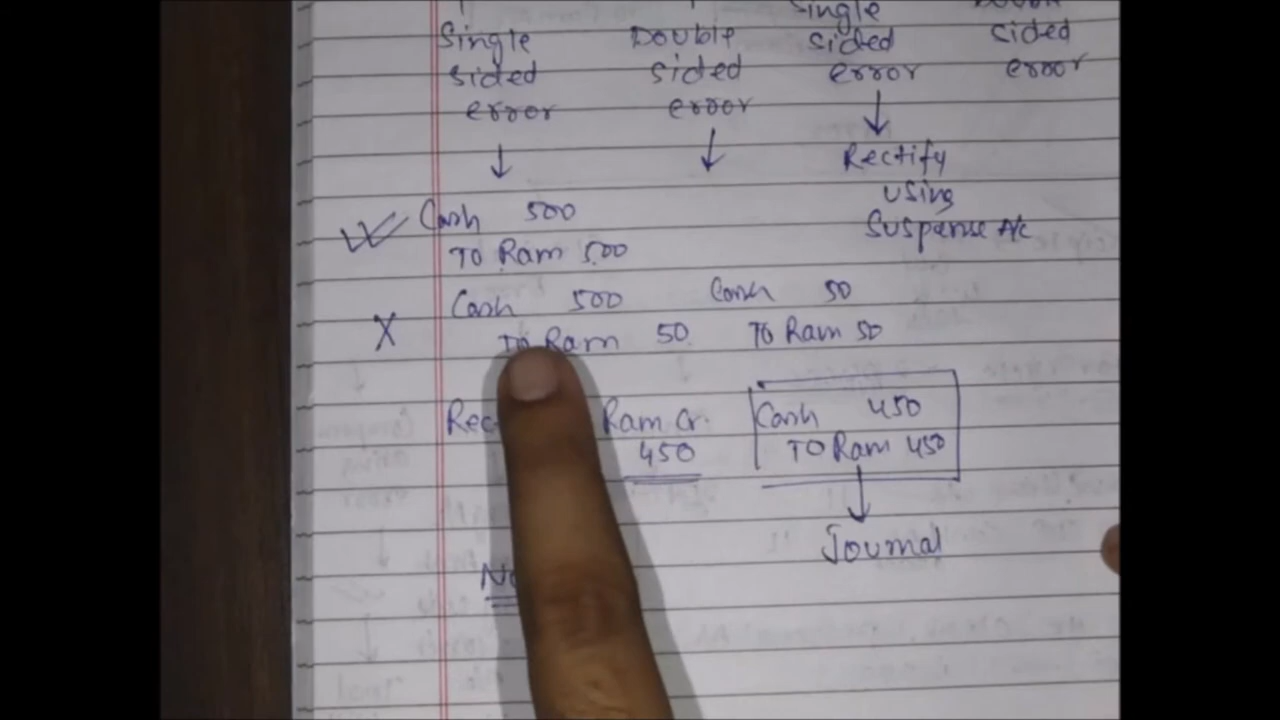 Single
sided
error
Double
sided
error
Single
sided
error
sided
error
Rectify
using
Suspense A/c
Cash 500
TO Ram 500
Cash 500
TO Ram 50
Cash 50
TO Ram 50
Ram Cr.
450
Cash 450
TO Ram 450
Journal